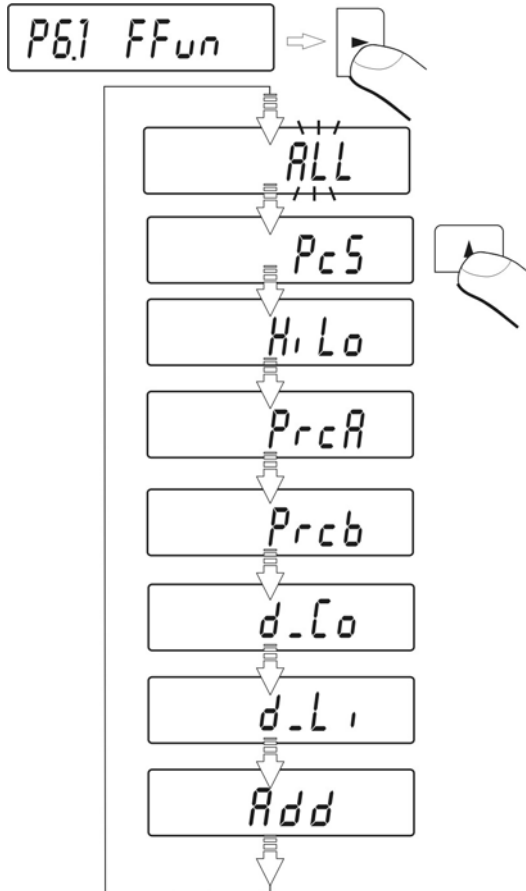 P6.1 FFun
ALL
PcS
HiLo
PrcA
Prcb
d_Co
d_Li
Add